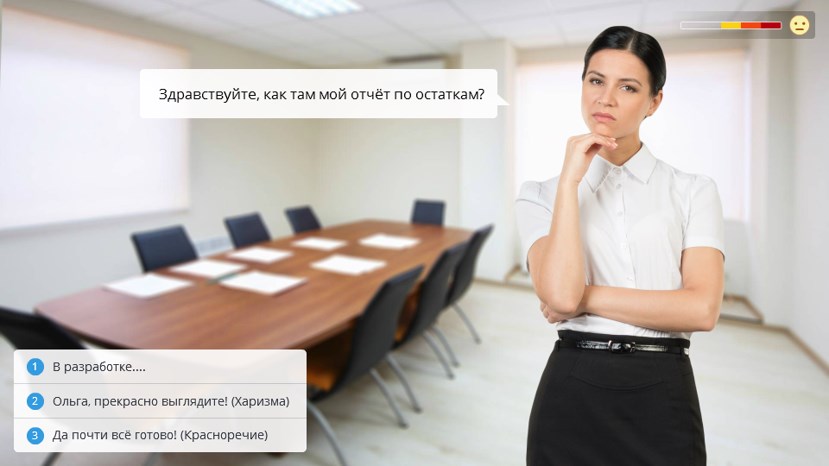 Здравствуйте, как там мой отчёт по остаткам?
1 В разработке....
2 Ольга, прекрасно выглядите! (Харизма)
3 Да почти всё готово! (Красноречие)